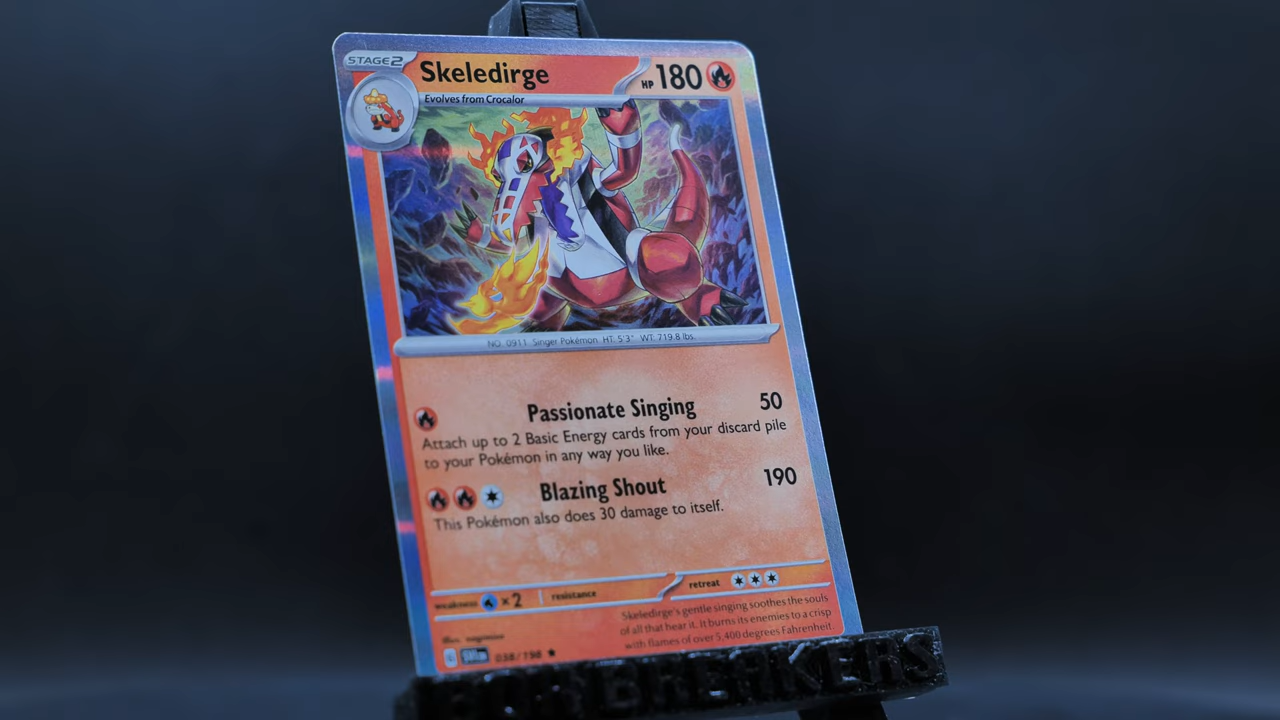 STAGE2
Skeledirge
HP 180
Evolves from Crocalor
NO. 0911 Singer Pokémon HT: 5'3" WT: 719.8 lbs.
Passionate Singing 50
Attach up to 2 Basic Energy cards from your discard pile
to your Pokémon in any way you like.
Blazing Shout 190
This Pokémon also does 30 damage to itself.
weakness ×2 resistance retreat
Skeledirge's gentle singing soothes the souls
of all that hear it. It burns its enemies to a crisp
with flames of over 5,400 degrees Fahrenheit.
Illus.
038/198
BREAKERS